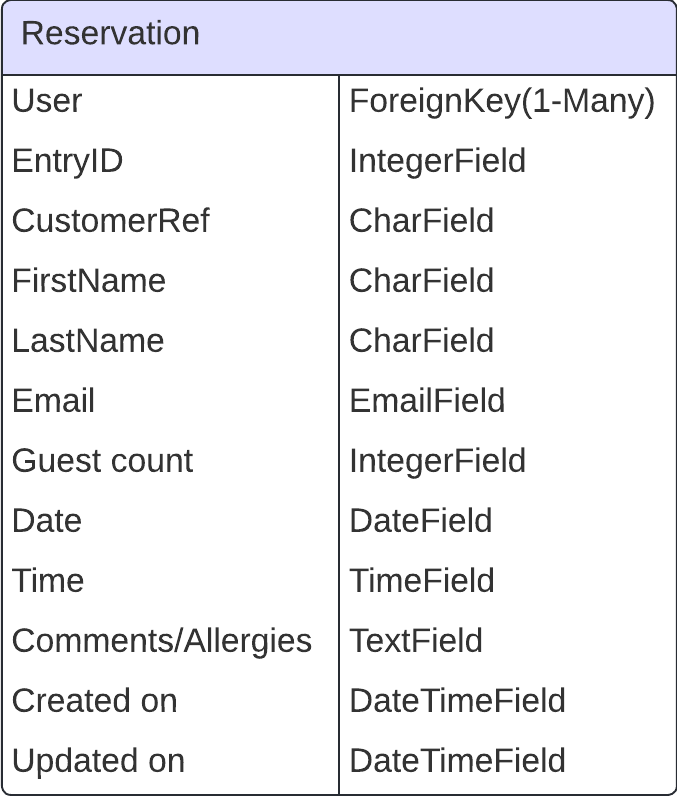 Reservation
User ForeignKey(1-Many)
EntryID IntegerField
CustomerRef CharField
FirstName CharField
LastName CharField
Email EmailField
Guest count IntegerField
Date DateField
Time TimeField
Comments/Allergies TextField
Created on DateTimeField
Updated on DateTimeField